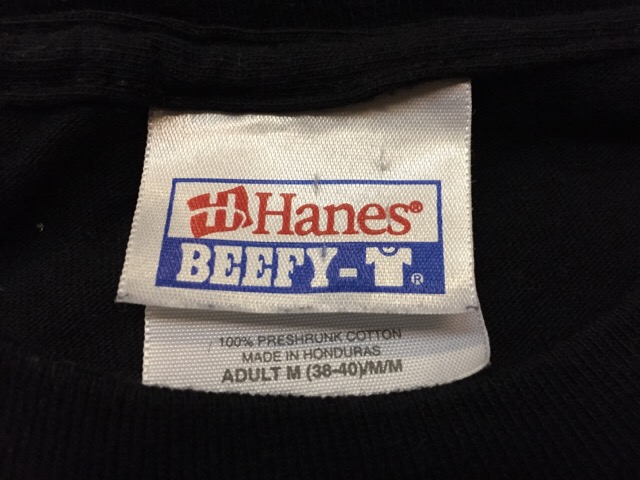 Hanes®
BEEFY-T®
100% PRESHRUNK COTTON
MADE IN HONDURAS
ADULT M (38-40)/M/M